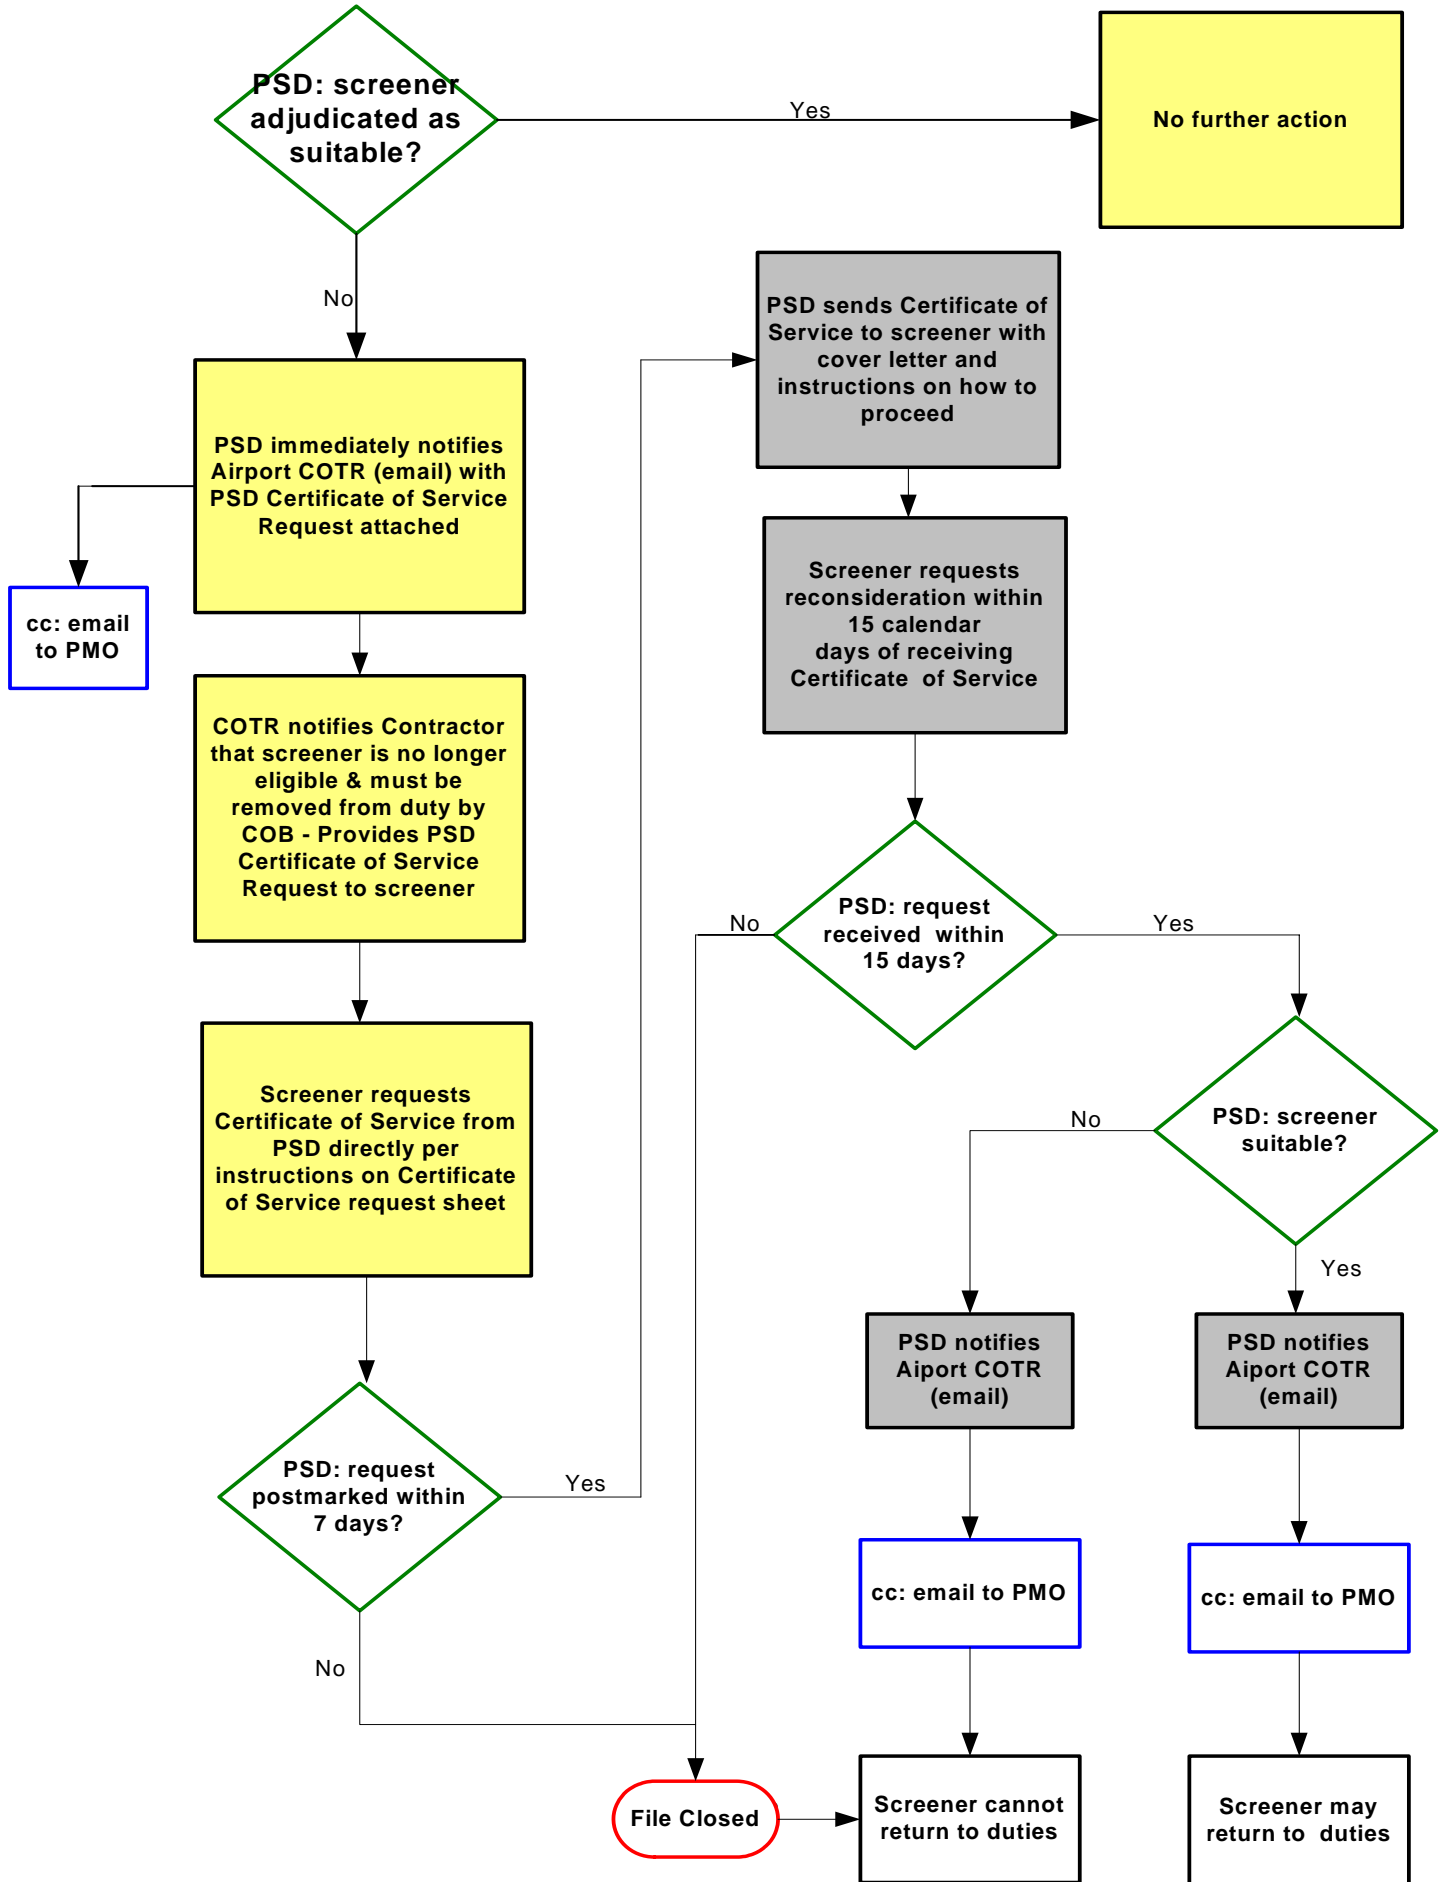 PSD: screener
adjudicated as
suitable?
Yes
No further action
No
PSD immediately notifies
Airport COTR (email) with
PSD Certificate of Service
Request attached
cc: email
to PMO
COTR notifies Contractor
that screener is no longer
eligible & must be
removed from duty by
COB - Provides PSD
Certificate of Service
Request to screener
Screener requests
Certificate of Service from
PSD directly per
instructions on Certificate
of Service request sheet
PSD: request
postmarked within
7 days?
Yes
No
PSD sends Certificate of
Service to screener with
cover letter and
instructions on how to
proceed
Screener requests
reconsideration within
15 calendar
days of receiving
Certificate of Service
PSD: request
received within
15 days?
No
Yes
PSD: screener
suitable?
No
Yes
PSD notifies
Aiport COTR
(email)
PSD notifies
Aiport COTR
(email)
cc: email to PMO
cc: email to PMO
File Closed
Screener cannot
return to duties
Screener may
return to duties